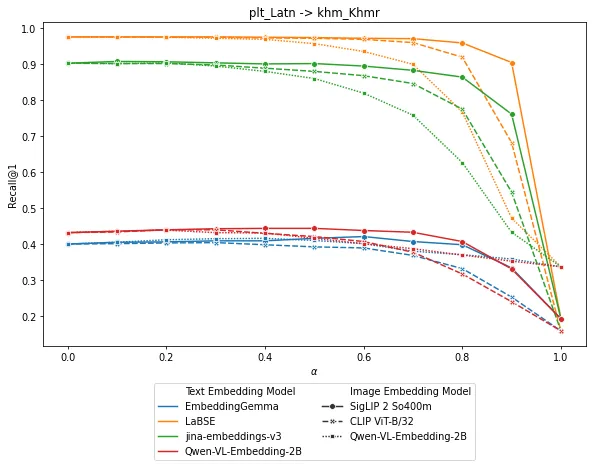 plt_Latn -> khm_Khmr
1.0
0.9
0.8
0.7
0.6
0.5
0.4
0.3
0.2
Recall@1
0.0 0.2 0.4 0.6 0.8 1.0
α
Text Embedding Model
EmbeddingGemma
LaBSE
jina-embeddings-v3
Qwen-VL-Embedding-2B
Image Embedding Model
SigLIP 2 So400m
CLIP ViT-B/32
Qwen-VL-Embedding-2B